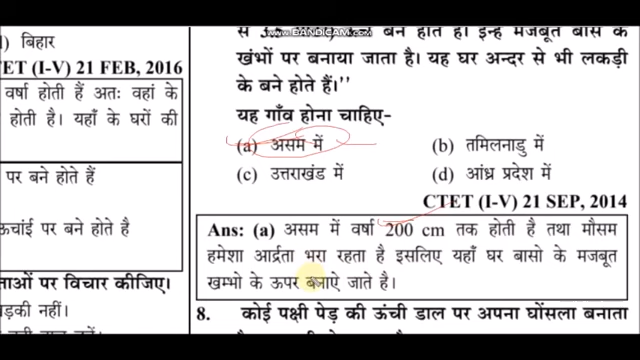 WWW.BANDICAM.COM
) बिहार
TET (I-V) 21 FEB, 2016
वर्षा होती हैं अतः वहां के
होती है। यहाँ के घरों की
पर बने होते हैं
ऊचांई पर बने होते है
ताओं पर विचार कीजिए।
ड़की नहीं।
बने होते हैं। इन्हें मजबूत बांस के
खंभों पर बनाया जाता है। यह घर अन्दर से भी लकड़ी
के बने होते हैं।''
यह गाँव होना चाहिए-
(a) असम में (b) तमिलनाडु में
(c) उत्तराखंड में (d) आंध्र प्रदेश में
CTET (I-V) 21 SEP, 2014
Ans: (a) असम में वर्षा 200 cm तक होती है तथा मौसम
हमेशा आर्द्रता भरा रहता है इसलिए यहाँ घर बासो के मजबूत
खम्भो के ऊपर बनाऐ जाते है।
8. कोई पक्षी पेड़ की ऊंची डाल पर अपना घोंसला बनाता